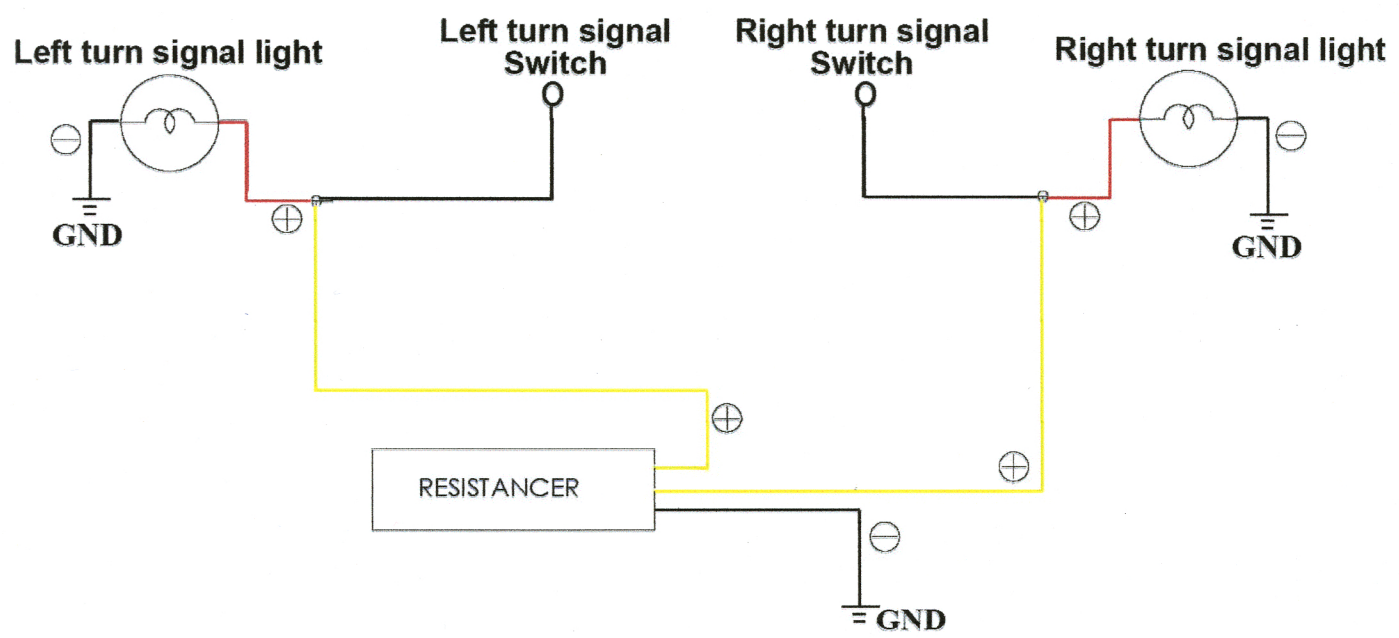 Left turn signal light
Left turn signal
Switch
Right turn signal
Switch
Right turn signal light
GND
GND
RESISTANCER
GND